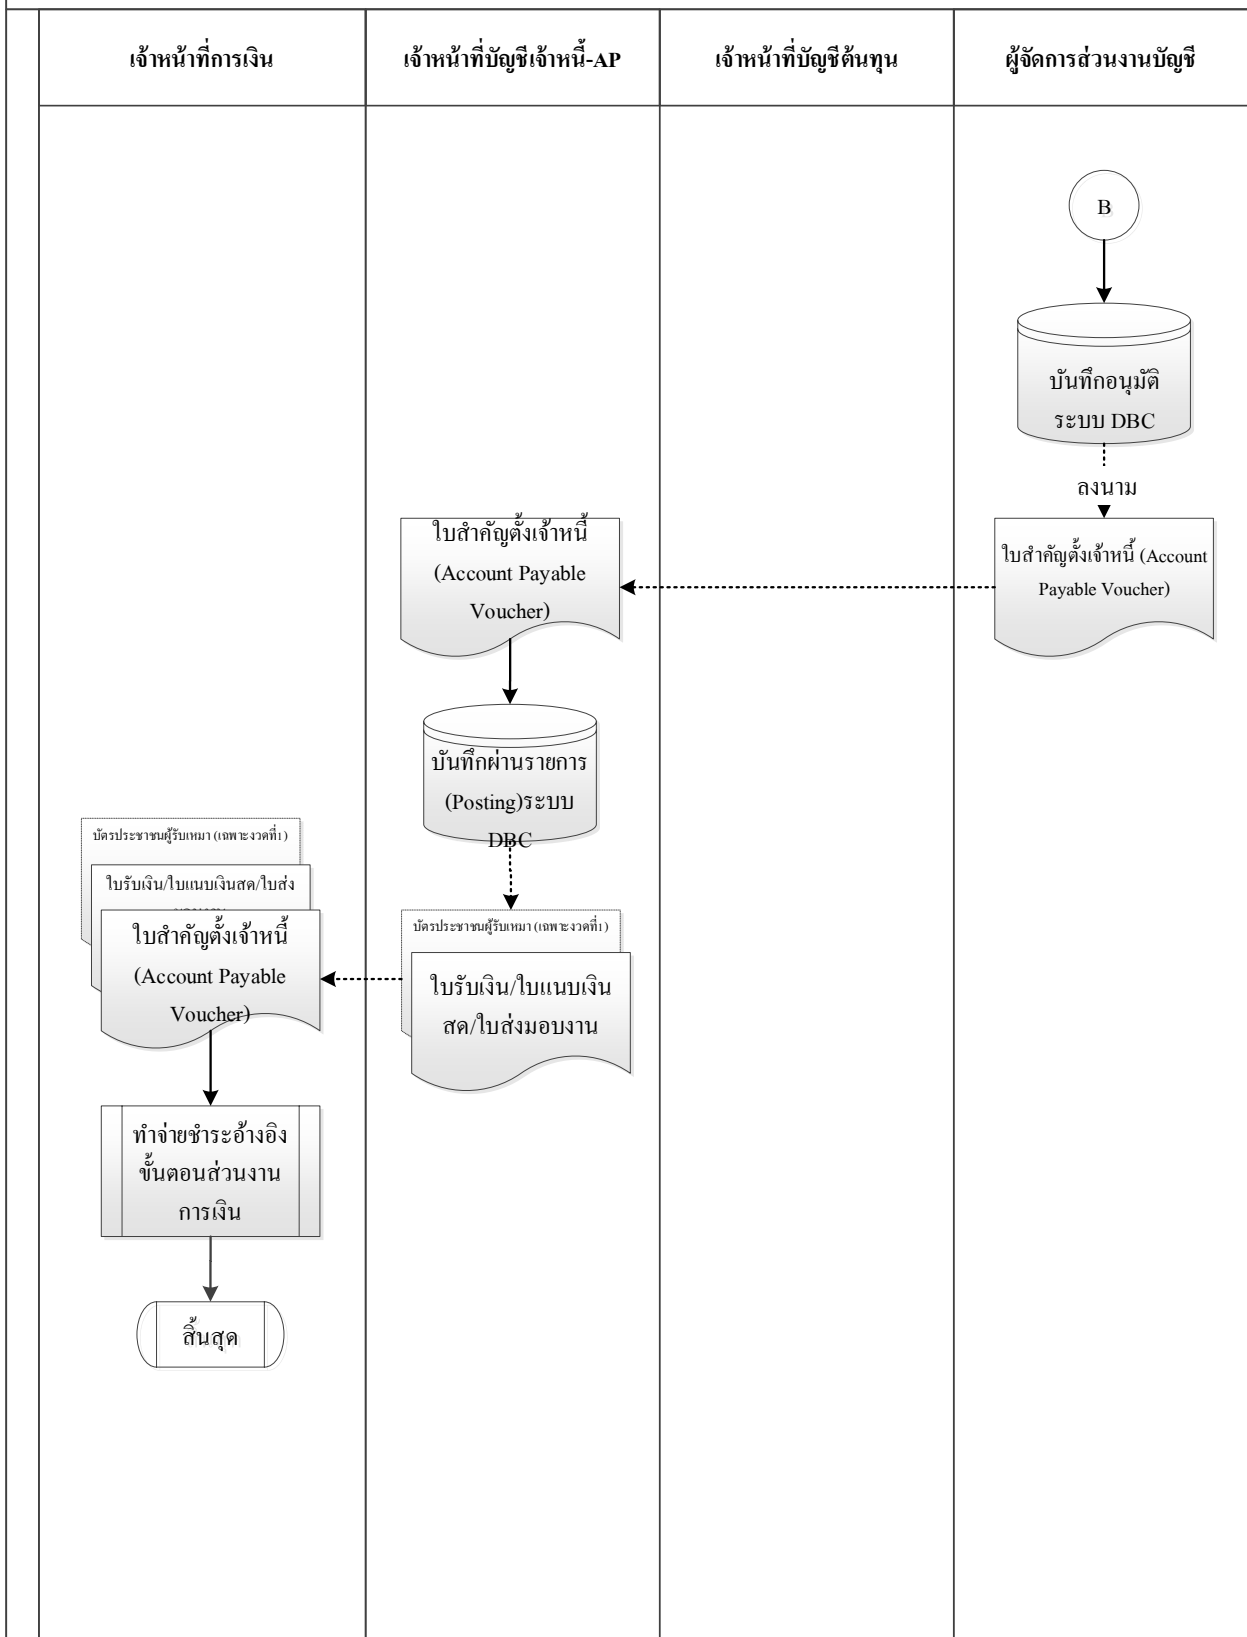 เจ้าหน้าที่การเงิน
เจ้าหน้าที่บัญชีเจ้าหนี้-AP
เจ้าหน้าที่บัญชีต้นทุน
ผู้จัดการส่วนงานบัญชี
B
บันทึกอนุมัติ
ระบบ DBC
ลงนาม
ใบสำคัญตั้งเจ้าหนี้ (Account
Payable Voucher)
ใบสำคัญตั้งเจ้าหนี้
(Account Payable
Voucher)
บันทึกผ่านรายการ
(Posting)ระบบ
DBC
บัตรประชาชนผู้รับเหมา (เฉพาะงวดที่1)
ใบรับเงิน/ใบแนบเงิน
สด/ใบส่งมอบงาน
บัตรประชาชนผู้รับเหมา (เฉพาะงวดที่1)
ใบรับเงิน/ใบแนบเงินสด/ใบส่ง
ใบสำคัญตั้งเจ้าหนี้
(Account Payable
Voucher)
ทำจ่ายชำระอ้างอิง
ขั้นตอนส่วนงาน
การเงิน
สิ้นสุด